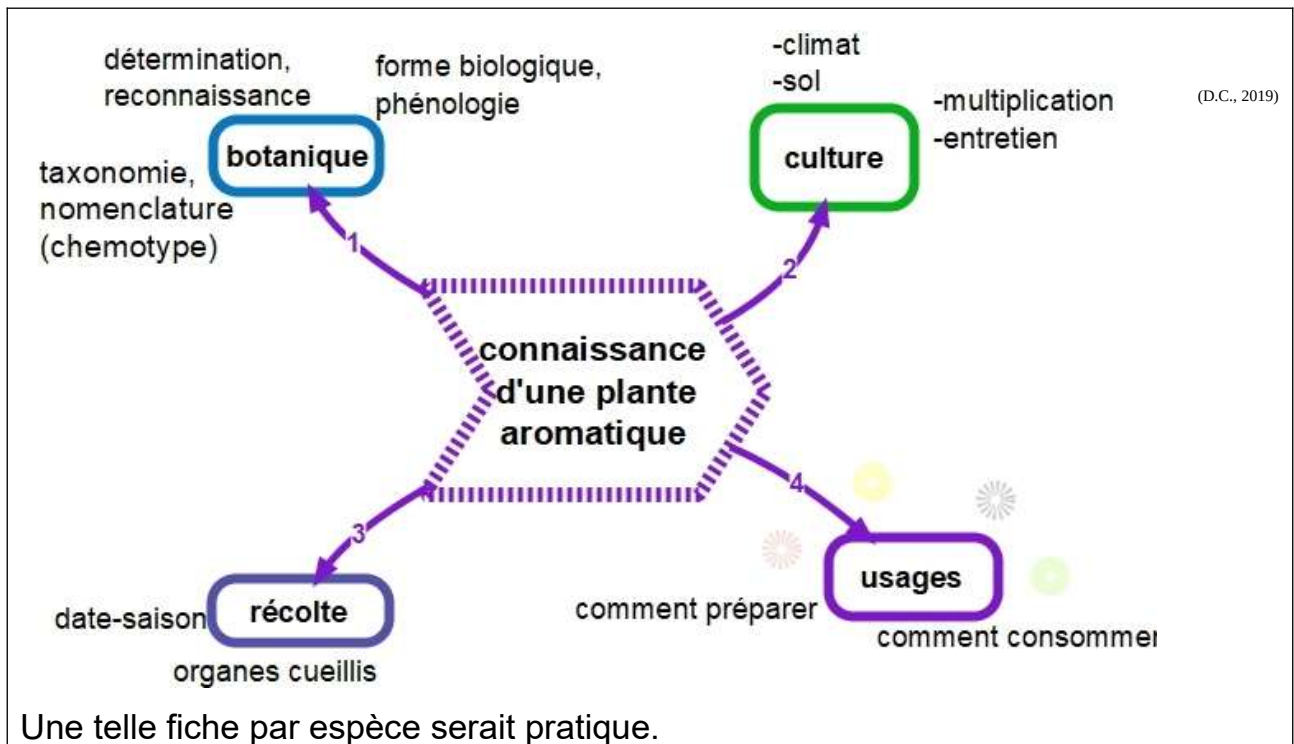 détermination,
reconnaissance
forme biologique,
phénologie
botanique
taxonomie,
nomenclature
(chemotype)
1
-climat
-sol
-multiplication
-entretien
culture
(D.C., 2019)
2
connaissance
d'une plante
aromatique
3
date-saison
récolte
organes cueillis
4
usages
comment préparer
comment consommer
Une telle fiche par espèce serait pratique.